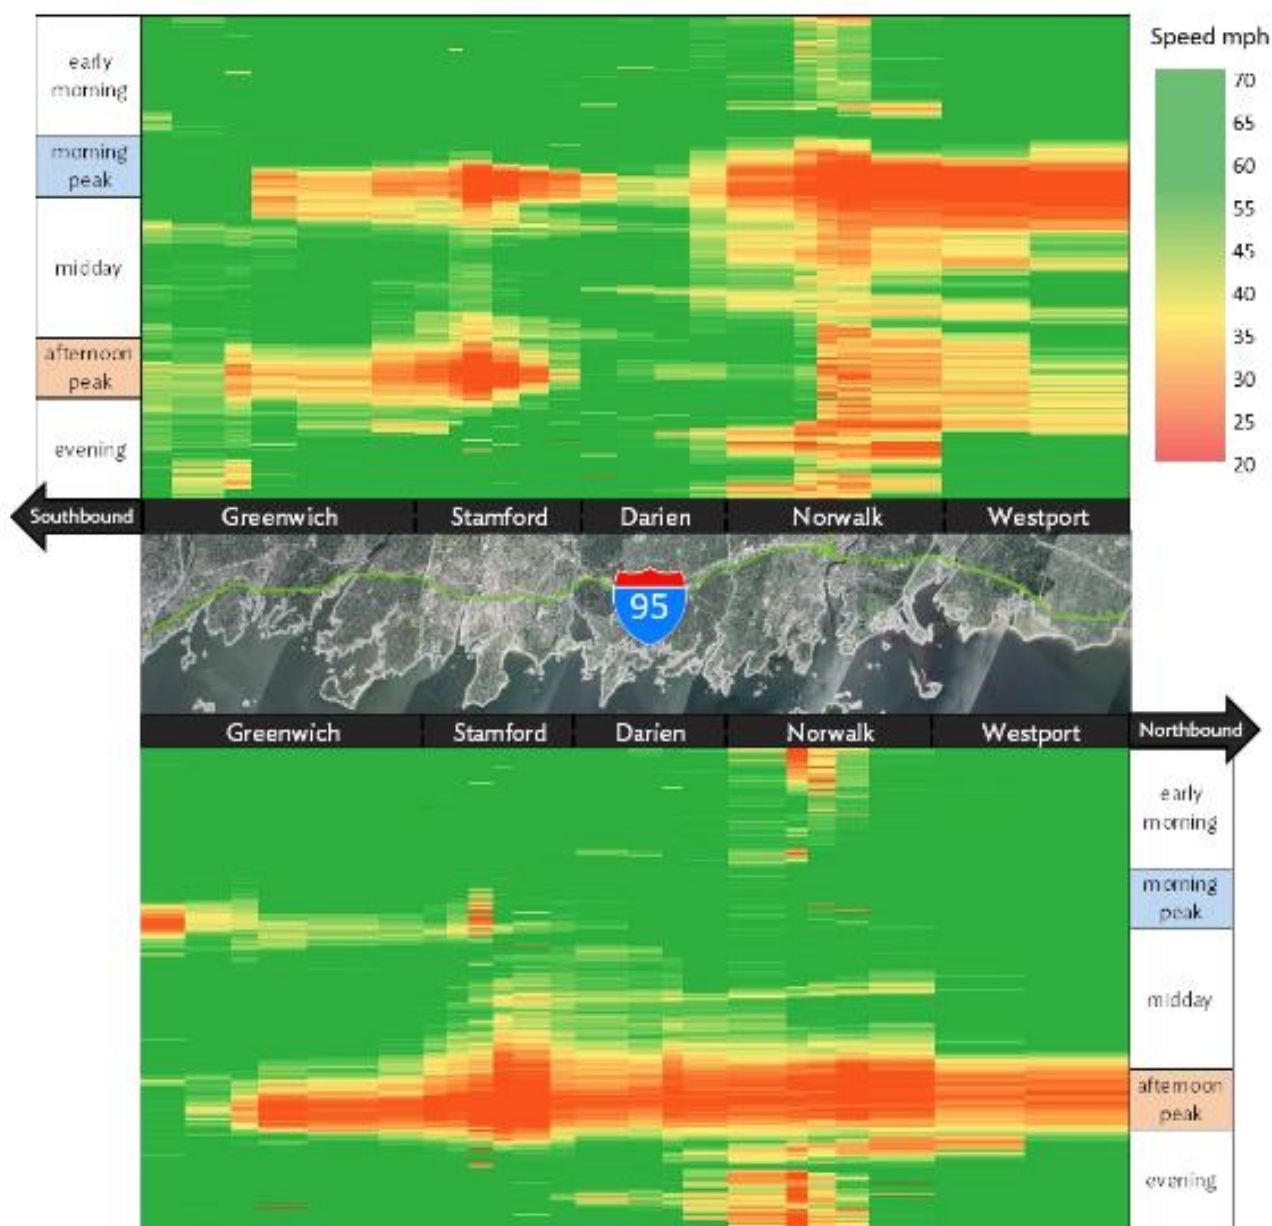 Speed mph
70
65
60
55
45
40
35
30
25
20
early
morning
morning
peak
midday
afternoon
peak
evening
Southbound
Greenwich
Stamford
Darien
Norwalk
Westport
95
Greenwich
Stamford
Darien
Norwalk
Westport
Northbound
early
morning
morning
peak
midday
afternoon
peak
evening